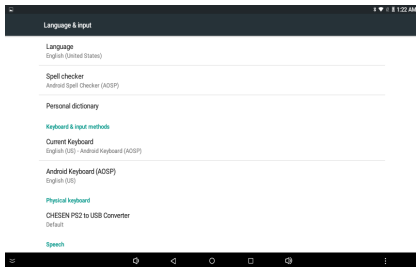 1:22 AM
Language & input
Language
English (United States)
Spell checker
Android Spell Checker (AOSP)
Personal dictionary
Keyboard & input methods
Current Keyboard
English (US) - Android Keyboard (AOSP)
Android Keyboard (AOSP)
English (US)
Physical keyboard
CHESEN PS2 to USB Converter
Default
Speech